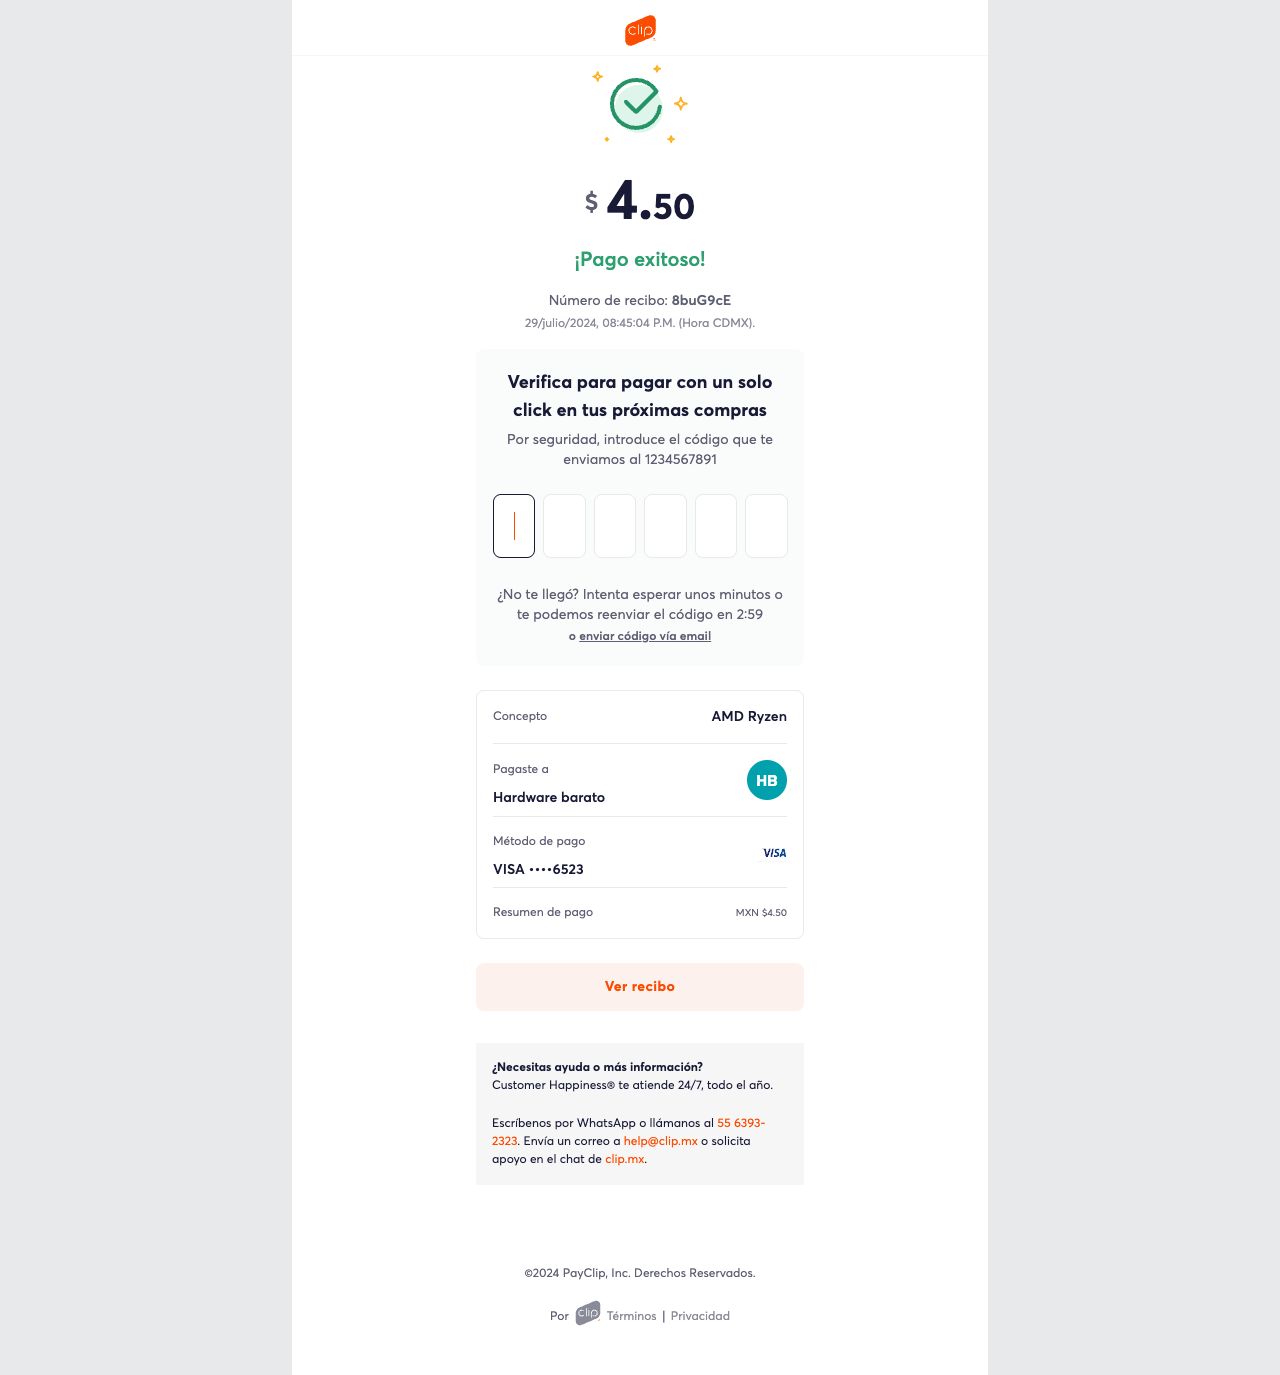 clip
$ 4.50
¡Pago exitoso!
Número de recibo: 8buG9cE
29/julio/2024, 08:45:04 P.M. (Hora CDMX).
Verifica para pagar con un solo
click en tus próximas compras
Por seguridad, introduce el código que te
enviamos al 1234567891
¿No te llegó? Intenta esperar unos minutos o
te podemos reenviar el código en 2:59
o enviar código vía email
Concepto AMD Ryzen
Pagaste a
HB
Hardware barato
Método de pago
VISA
VISA ••••6523
Resumen de pago MXN $4.50
Ver recibo
¿Necesitas ayuda o más información?
Customer Happiness® te atiende 24/7, todo el año.
Escríbenos por WhatsApp o llámanos al 55 6393-
2323. Envía un correo a help@clip.mx o solicita
apoyo en el chat de clip.mx.
©2024 PayClip, Inc. Derechos Reservados.
Por clip Términos | Privacidad